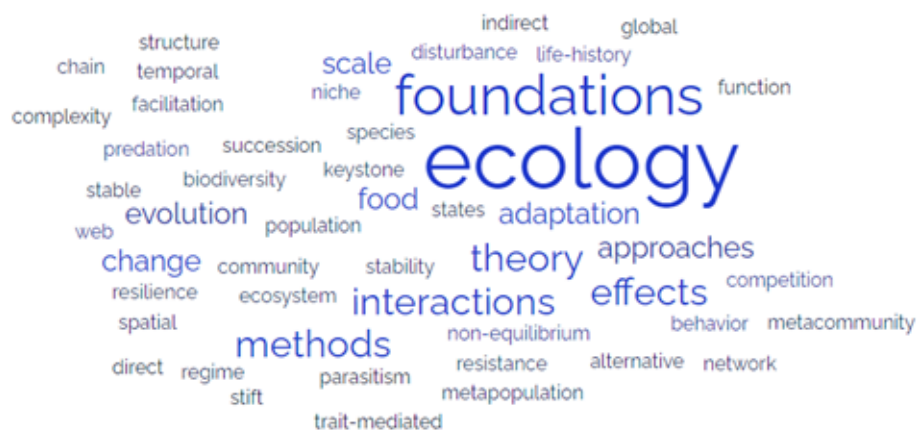 indirect global
structure disturbance life-history
chain temporal scale
complexity facilitation niche foundations function
predation succession species
stable biodiversity keystone ecology
web evolution population food states adaptation
change community stability theory approaches
resilience ecosystem interactions effects competition
spatial methods non-equilibrium behavior metacommunity
direct regime parasitism resistance alternative network
stift metapopulation
trait-mediated